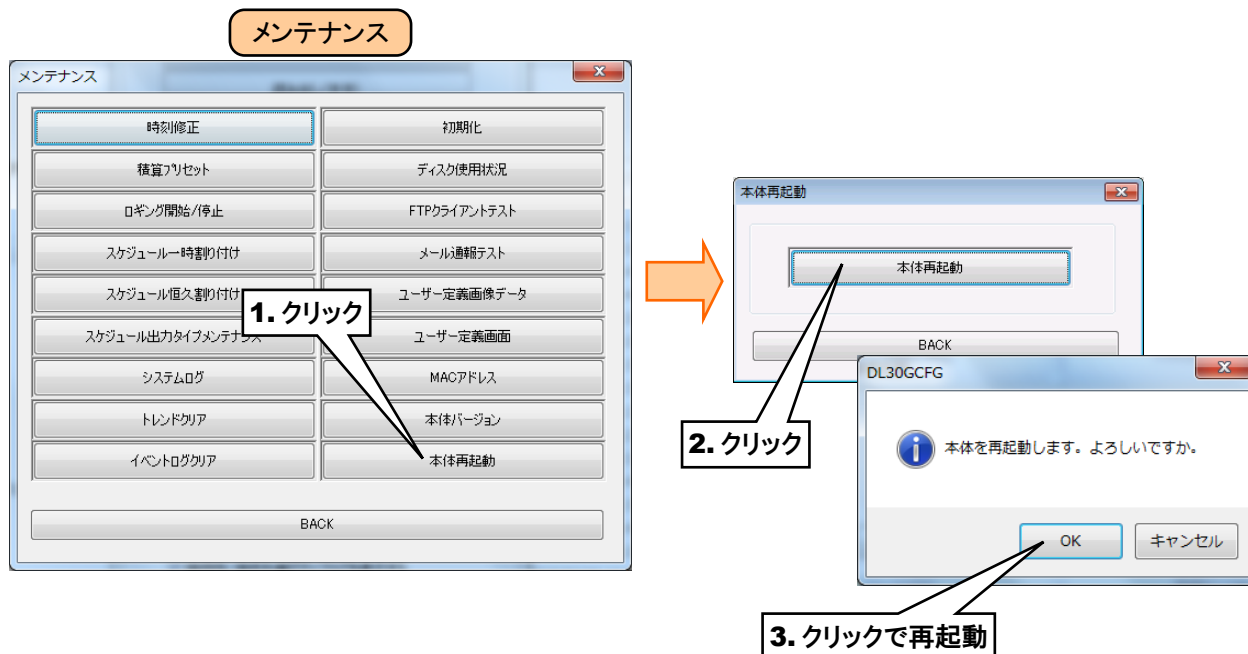 メンテナンス
メンテナンス
時刻修正
初期化
積算プリセット
ディスク使用状況
ロギング開始/停止
FTPクライアントテスト
スケジュール一時割り付け
メール通報テスト
スケジュール恒久割り付け
ユーザー定義画像データ
スケジュール出力タイプメンテナンス
ユーザー定義画面
システムログ
MACアドレス
トレンドクリア
本体バージョン
イベントログクリア
本体再起動
BACK
1. クリック
本体再起動
本体再起動
BACK
2. クリック
DL30GCFG
本体を再起動します。よろしいですか。
OK
キャンセル
3. クリックで再起動